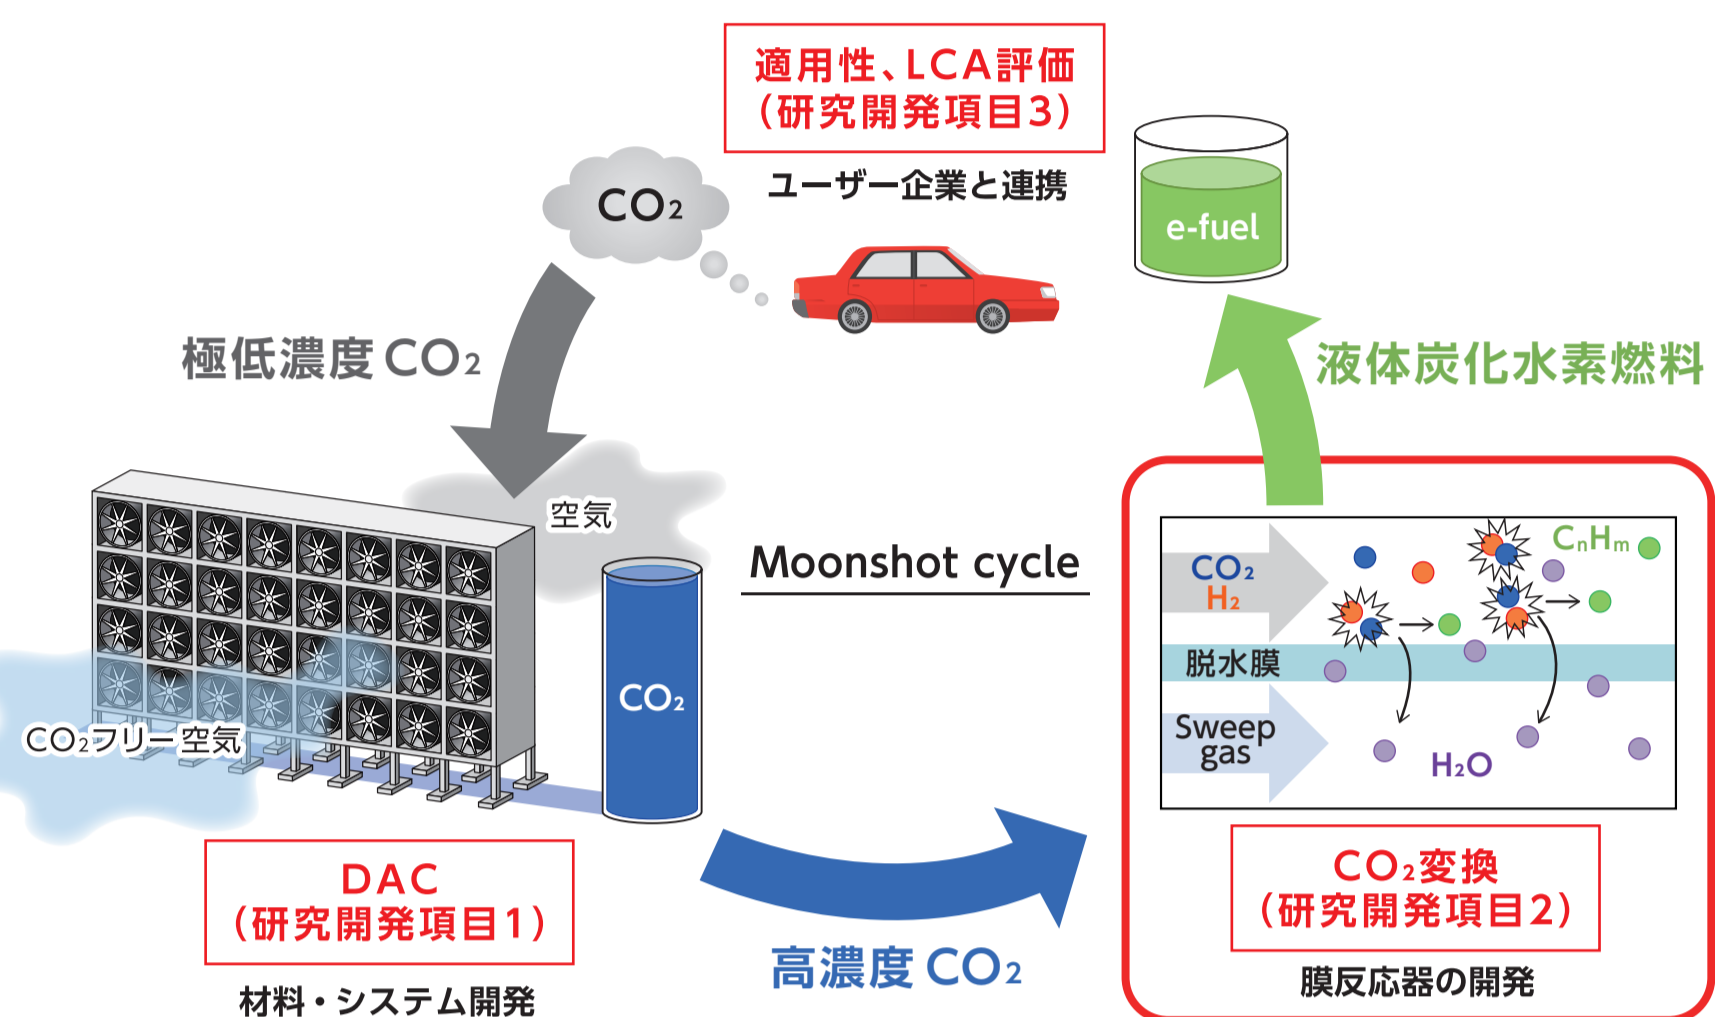 適用性、LCA評価
(研究開発項目3)
ユーザー企業と連携
CO₂
e-fuel
極低濃度 CO₂
液体炭化水素燃料
空気
Moonshot cycle
CO₂
H₂
CnHm
脱水膜
Sweep
gas
H₂O
CO₂
CO₂フリー空気
DAC
(研究開発項目1)
材料・システム開発
高濃度 CO₂
CO₂変換
(研究開発項目2)
膜反応器の開発